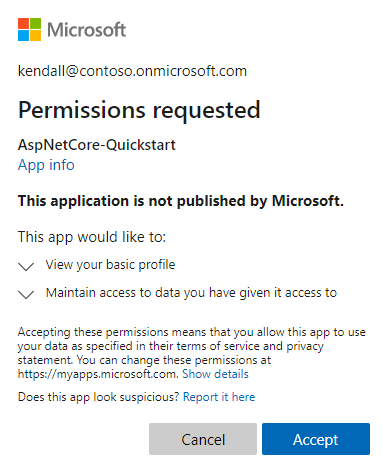 Microsoft
kendall@contoso.onmicrosoft.com
Permissions requested
AspNetCore-Quickstart
App info
This application is not published by Microsoft.
This app would like to:
View your basic profile
Maintain access to data you have given it access to
Accepting these permissions means that you allow this app to use
your data as specified in their terms of service and privacy
statement. You can change these permissions at
https://myapps.microsoft.com. Show details
Does this app look suspicious? Report it here
Cancel
Accept